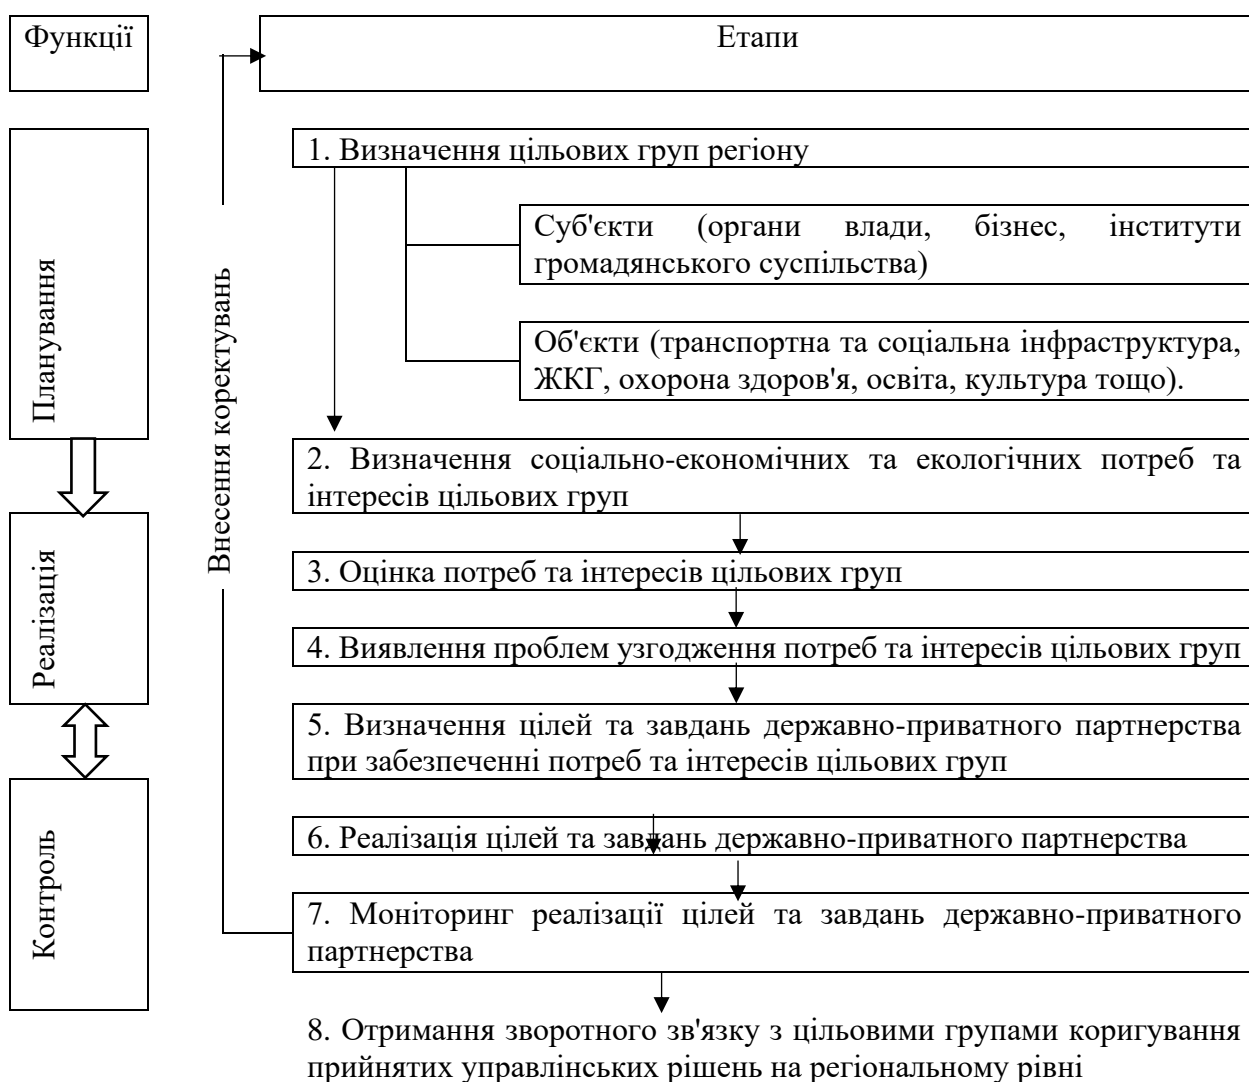 Функції
Етапи
Планування
Реалізація
Контроль
Внесення коректувань
1. Визначення цільових груп регіону
Суб'єкти (органи влади, бізнес, інститути
громадянського суспільства)
Об'єкти (транспортна та соціальна інфраструктура,
ЖКГ, охорона здоров'я, освіта, культура тощо).
2. Визначення соціально-економічних та екологічних потреб та
інтересів цільових груп
3. Оцінка потреб та інтересів цільових груп
4. Виявлення проблем узгодження потреб та інтересів цільових груп
5. Визначення цілей та завдань державно-приватного партнерства
при забезпеченні потреб та інтересів цільових груп
6. Реалізація цілей та завдань державно-приватного партнерства
7. Моніторинг реалізації цілей та завдань державно-приватного
партнерства
8. Отримання зворотного зв'язку з цільовими групами коригування
прийнятих управлінських рішень на регіональному рівні